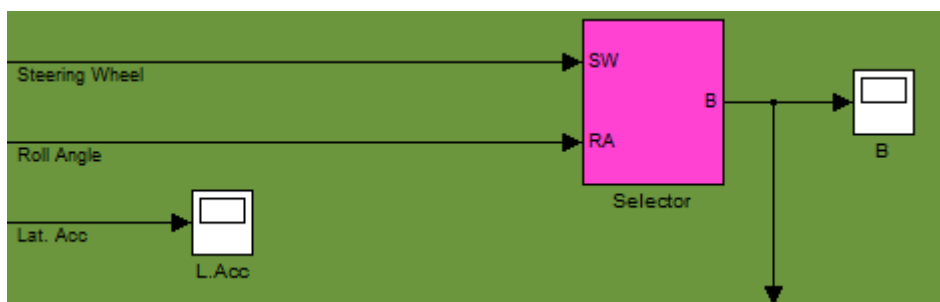 Steering Wheel
SW
B
Roll Angle
RA
B
Selector
Lat. Acc
L.Acc